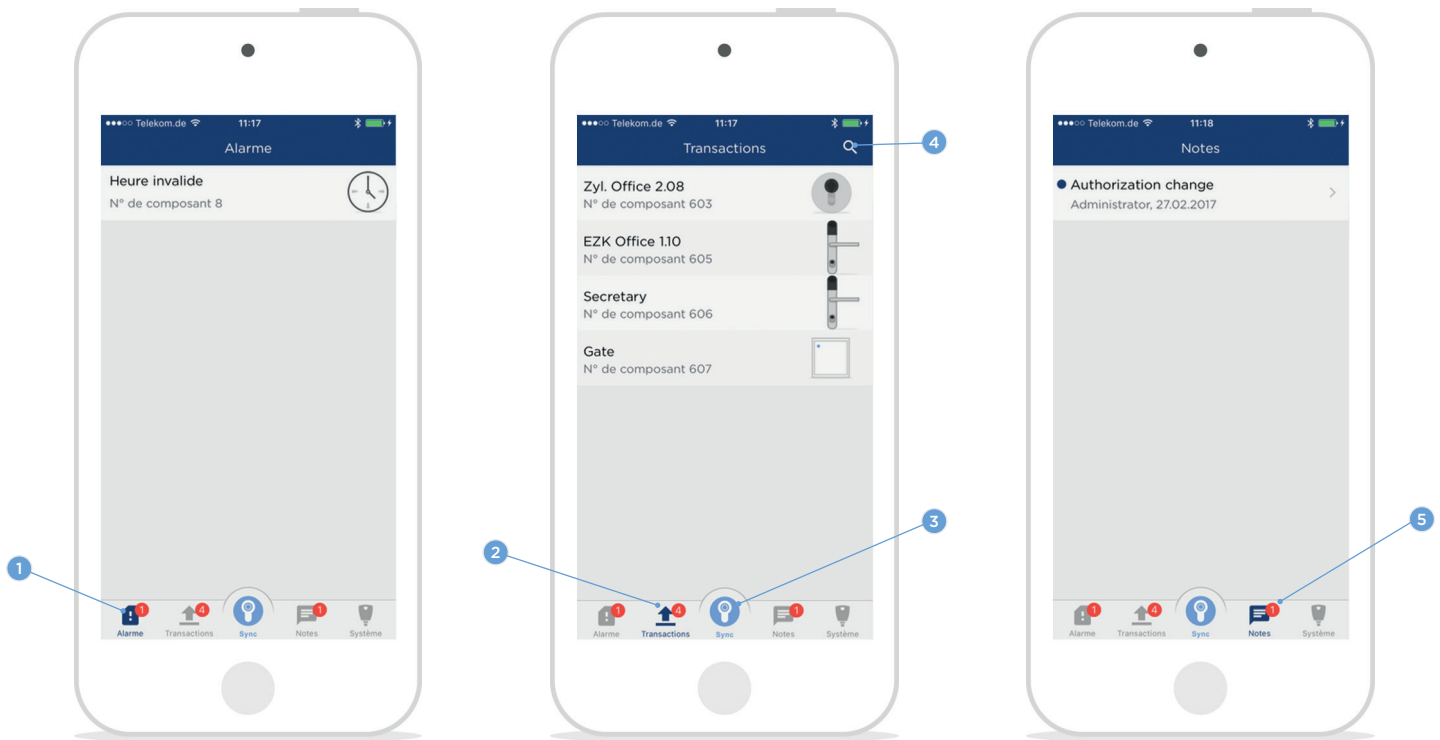 Telekom.de 11:17
Alarme
Heure invalide
N° de composant 8
1
1 4 1
Alarme Transactions Sync Notes Système
Telekom.de 11:17
Transactions
4
Zyl. Office 2.08
N° de composant 603
EZK Office 1.10
N° de composant 605
Secretary
N° de composant 606
Gate
N° de composant 607
3
2
1 4 1
Alarme Transactions Sync Notes Système
Telekom.de 11:18
Notes
Authorization change
Administrator, 27.02.2017
5
1 4 1
Alarme Transactions Sync Notes Système